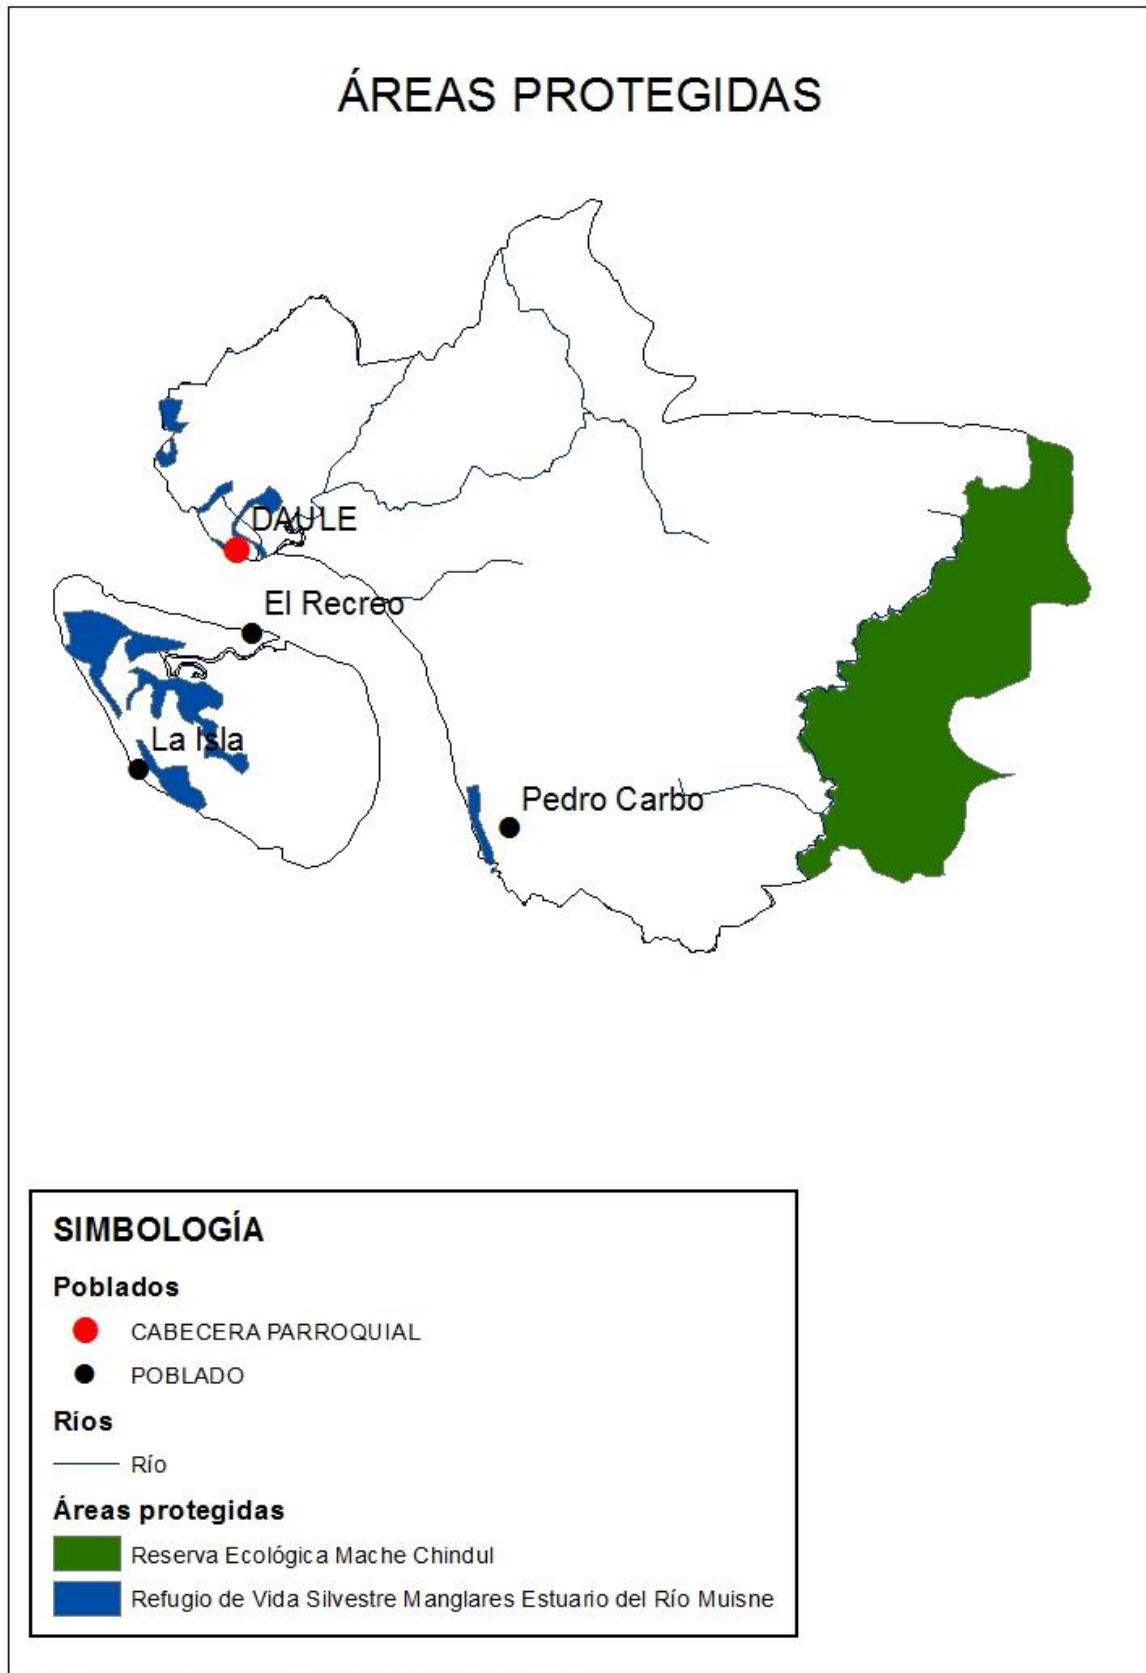 ÁREAS PROTEGIDAS
DAULE
El Recreo
La Isla
Pedro Carbo
SIMBOLOGÍA
Poblados
CABECERA PARROQUIAL
POBLADO
Ríos
Río
Áreas protegidas
Reserva Ecológica Mache Chindul
Refugio de Vida Silvestre Manglares Estuario del Río Muisne